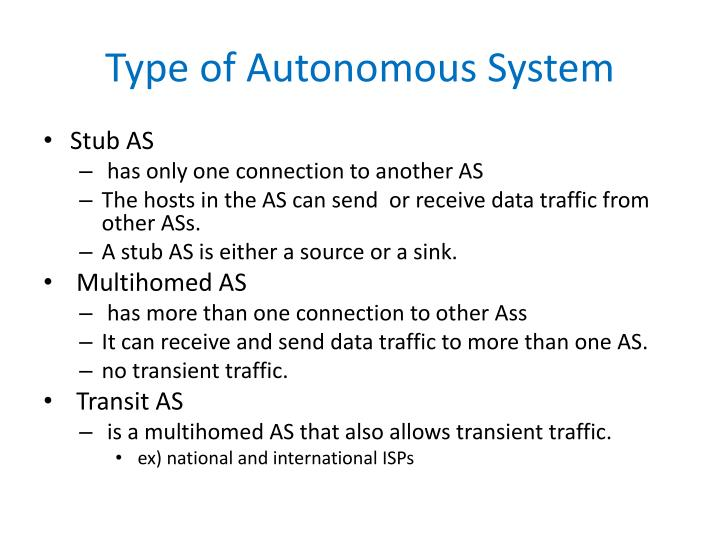 Type of Autonomous System
• Stub AS
– has only one connection to another AS
– The hosts in the AS can send  or receive data traffic from
other ASs.
– A stub AS is either a source or a sink.
• Multihomed AS
– has more than one connection to other Ass
– It can receive and send data traffic to more than one AS.
– no transient traffic.
• Transit AS
– is a multihomed AS that also allows transient traffic.
• ex) national and international ISPs